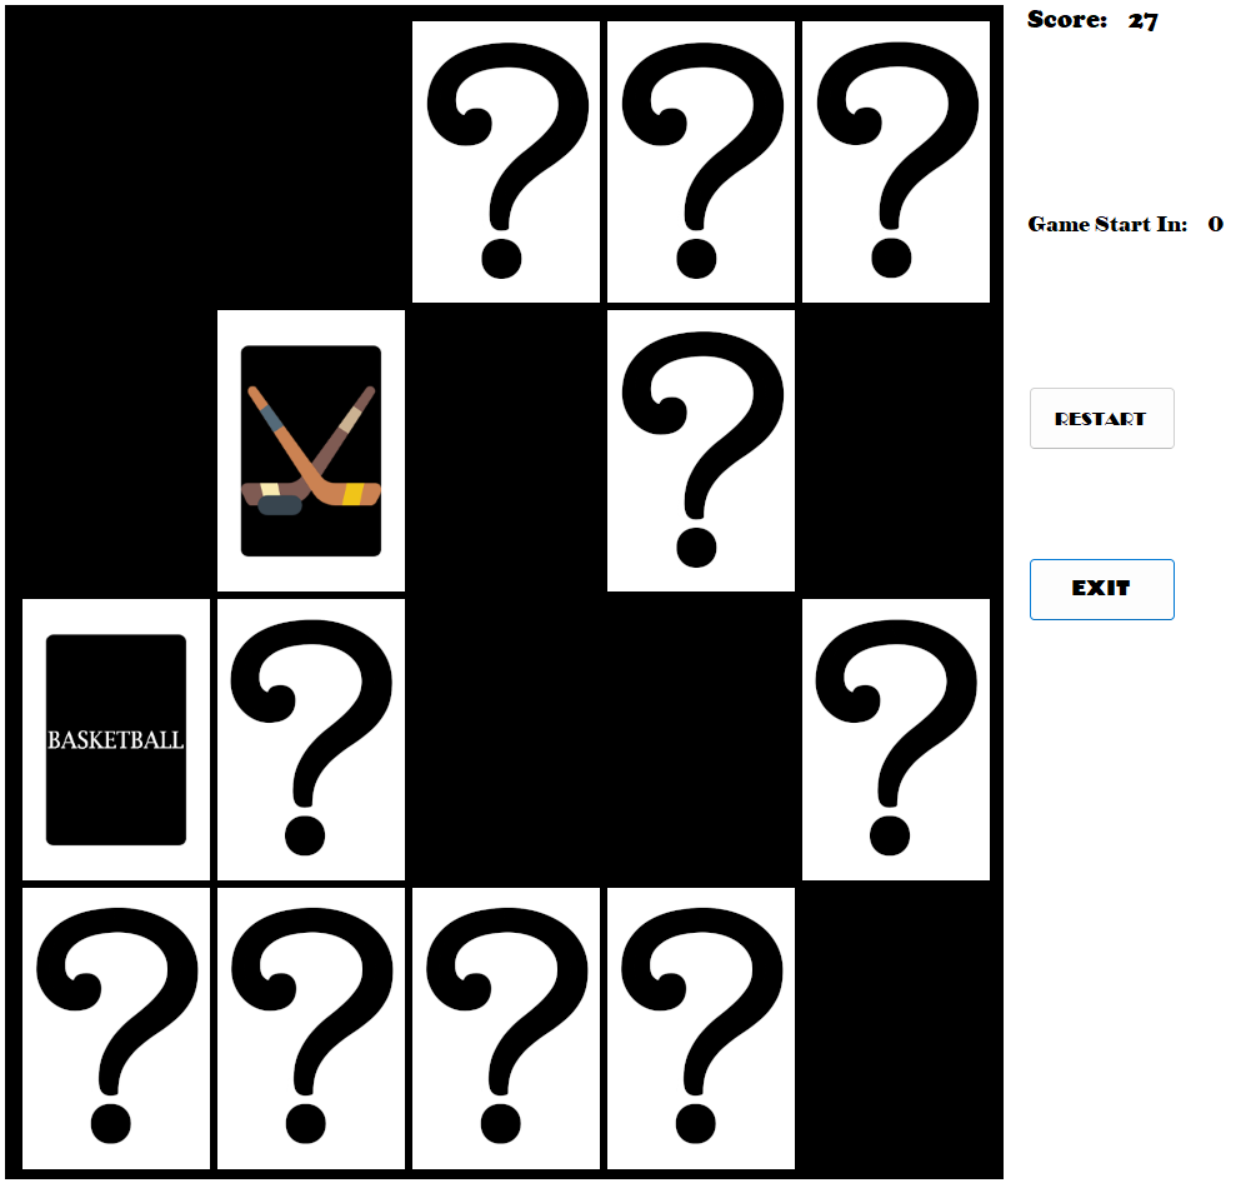 Score: 27
? ? ?
Game Start In: 0
?
RESTART
EXIT
BASKETBALL ? ?
? ? ? ?